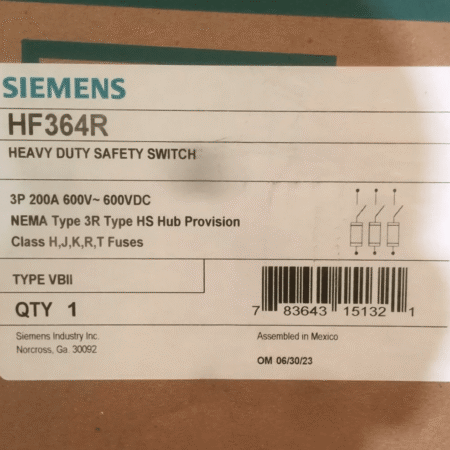 SIEMENS
HF364R
HEAVY DUTY SAFETY SWITCH
3P 200A 600V~ 600VDC
NEMA Type 3R Type HS Hub Provision
Class H,J,K,R,T Fuses
TYPE VBII
QTY 1
7 83643 15132 1
Siemens Industry Inc.
Norcross, Ga. 30092
Assembled in Mexico
OM 06/30/23